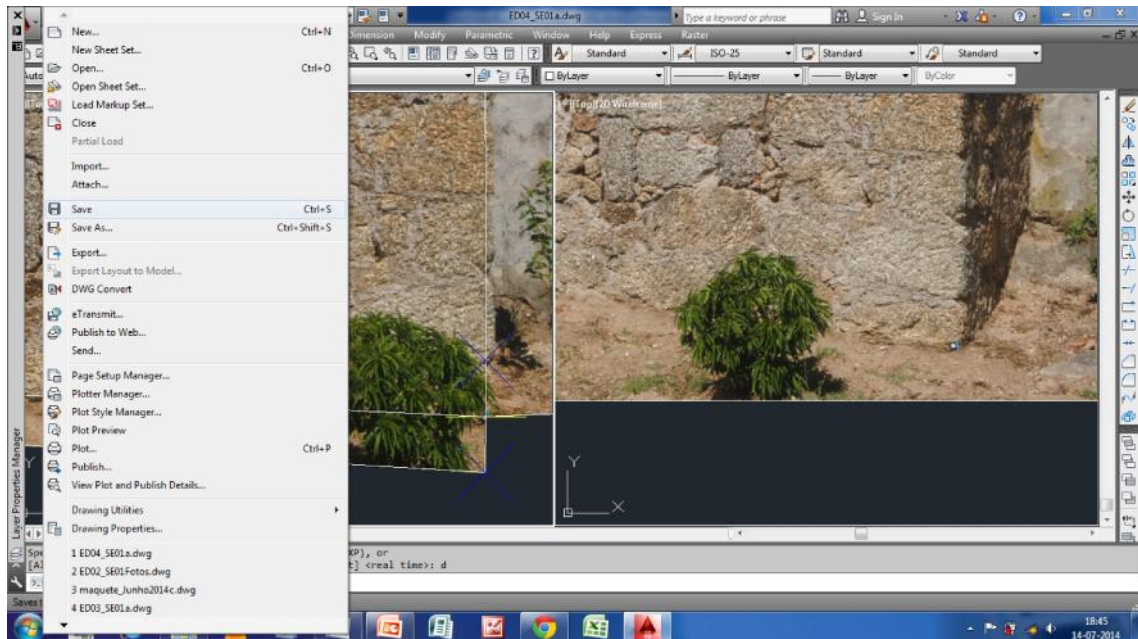 ED04_SE01a.dwg
Type a keyword or phrase
Sign In
Dimension Modify Parametric Window Help Express Raster
Standard ISO-25 Standard Standard
ByLayer ByLayer ByLayer ByColor
New... Ctrl+N
New Sheet Set...
Open... Ctrl+O
Open Sheet Set...
Load Markup Set...
Close
Partial Load
Import...
Attach...
Save Ctrl+S
Save As... Ctrl+Shift+S
Export...
Export Layout to Model...
DWG Convert
eTransmit...
Publish to Web...
Send...
Page Setup Manager...
Plotter Manager...
Plot Style Manager...
Plot Preview
Plot... Ctrl+P
Publish...
View Plot and Publish Details...
Drawing Utilities
Drawing Properties...
1 ED04_SE01a.dwg
2 ED02_SE01Fotos.dwg
3 maquete_Junho2014c.dwg
4 ED03_SE01a.dwg
Layer Properties Manager
Y
X
XP), or
t] <real time>: d
18:45
14-07-2014